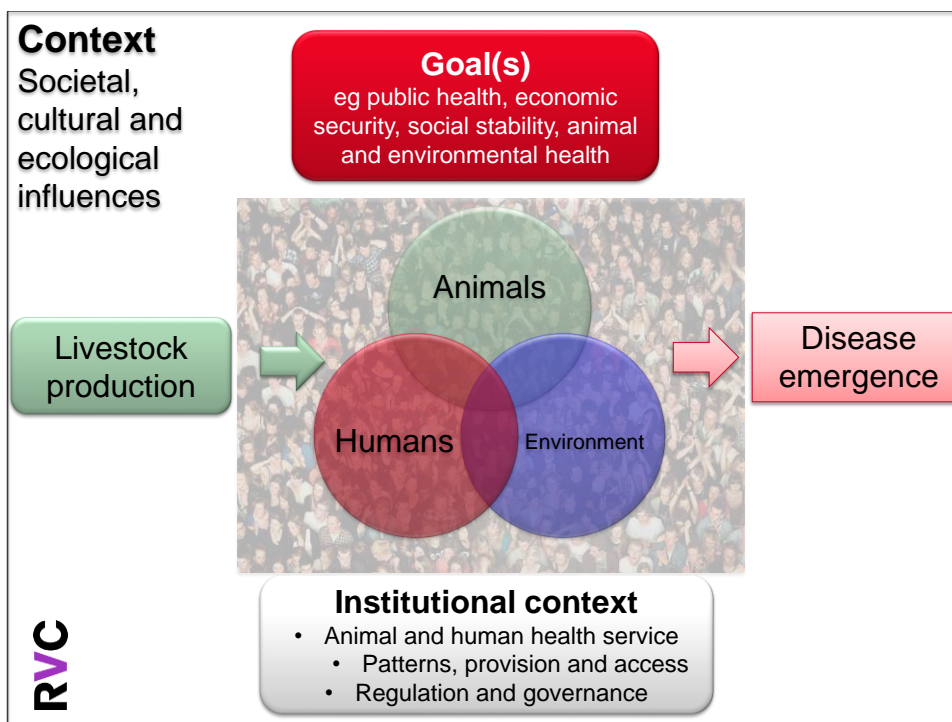 Context
Societal,
cultural and
ecological
influences
Goal(s)
eg public health, economic
security, social stability, animal
and environmental health
Livestock
production
Animals
Humans
Environment
Disease
emergence
Institutional context
• Animal and human health service
• Patterns, provision and access
• Regulation and governance
RVC